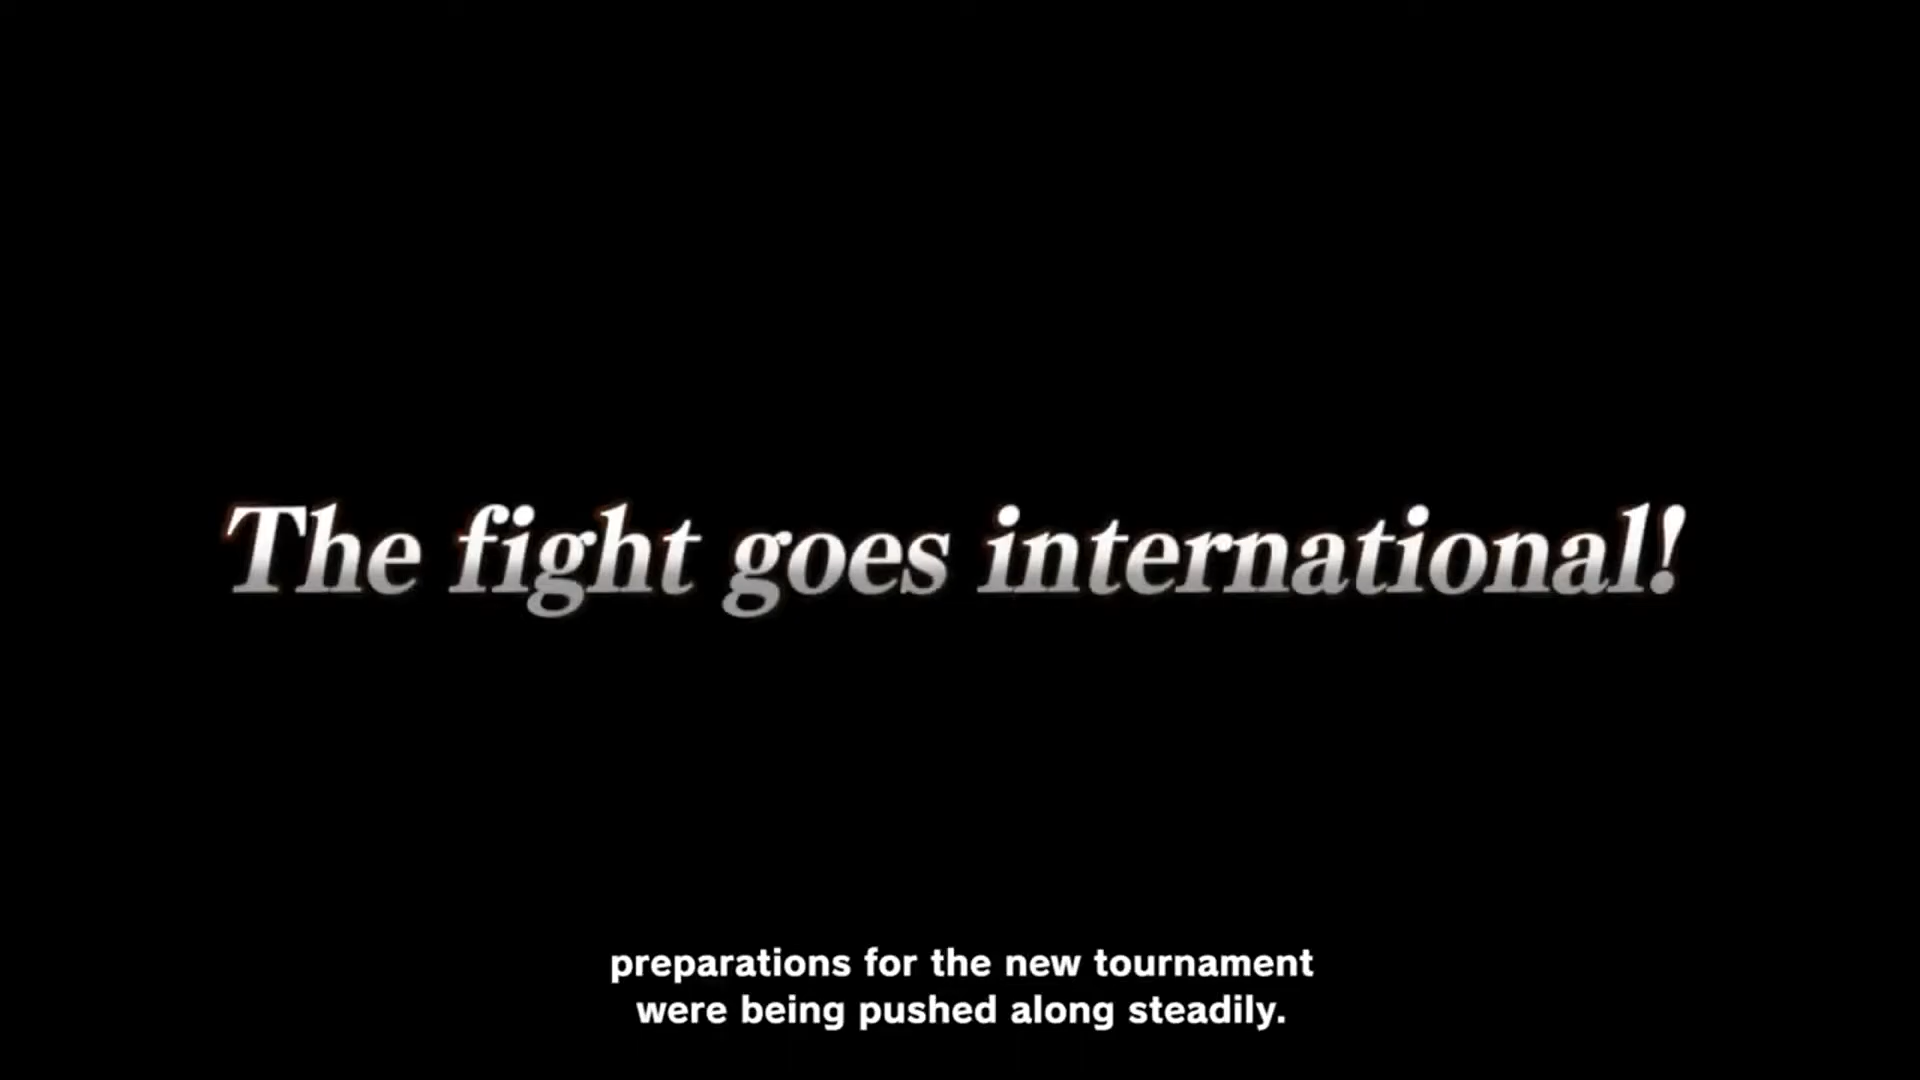 The fight goes international!
preparations for the new tournament
were being pushed along steadily.